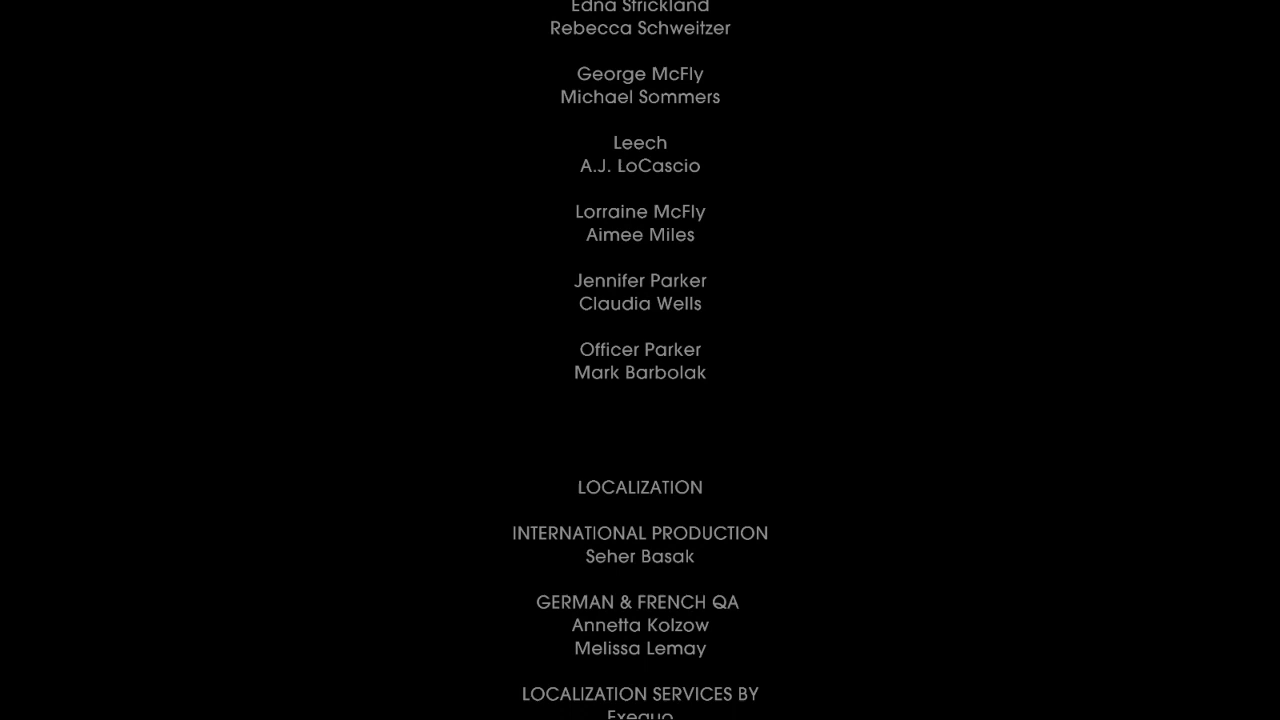 Edna Strickland
Rebecca Schweitzer
George McFly
Michael Sommers
Leech
A.J. LoCascio
Lorraine McFly
Aimee Miles
Jennifer Parker
Claudia Wells
Officer Parker
Mark Barbolak
LOCALIZATION
INTERNATIONAL PRODUCTION
Seher Basak
GERMAN & FRENCH QA
Annetta Kolzow
Melissa Lemay
LOCALIZATION SERVICES BY
Exequo